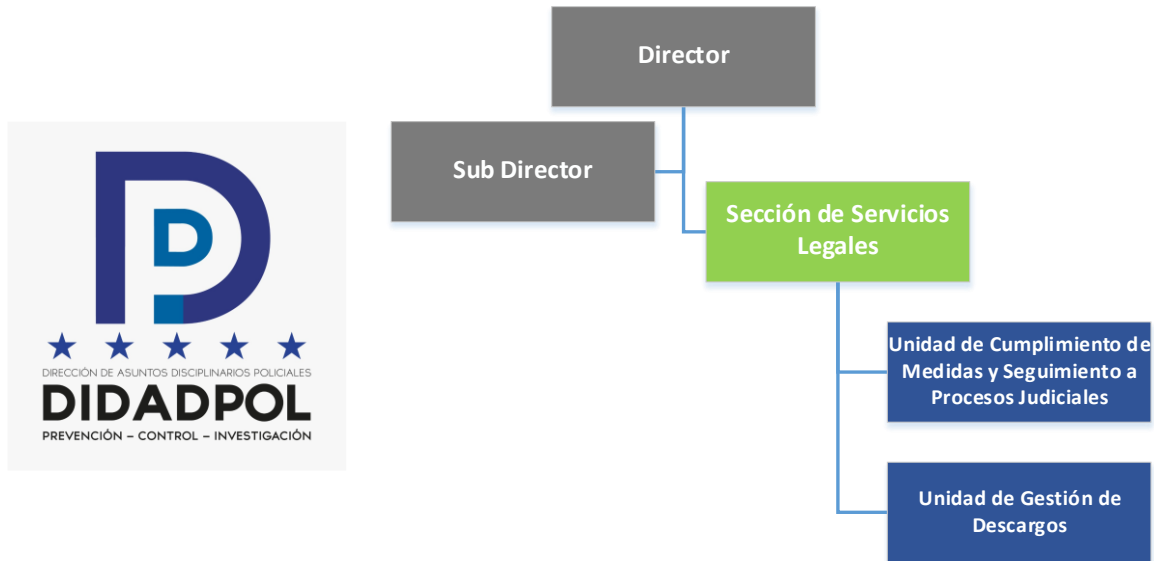 Director
Sub Director
Sección de Servicios
Legales
Unidad de Cumplimiento de
Medidas y Seguimiento a
Procesos Judiciales
Unidad de Gestión de
Descargos
DIRECCIÓN DE ASUNTOS DISCIPLINARIOS POLICIALES
DIDADPOL
PREVENCIÓN – CONTROL – INVESTIGACIÓN